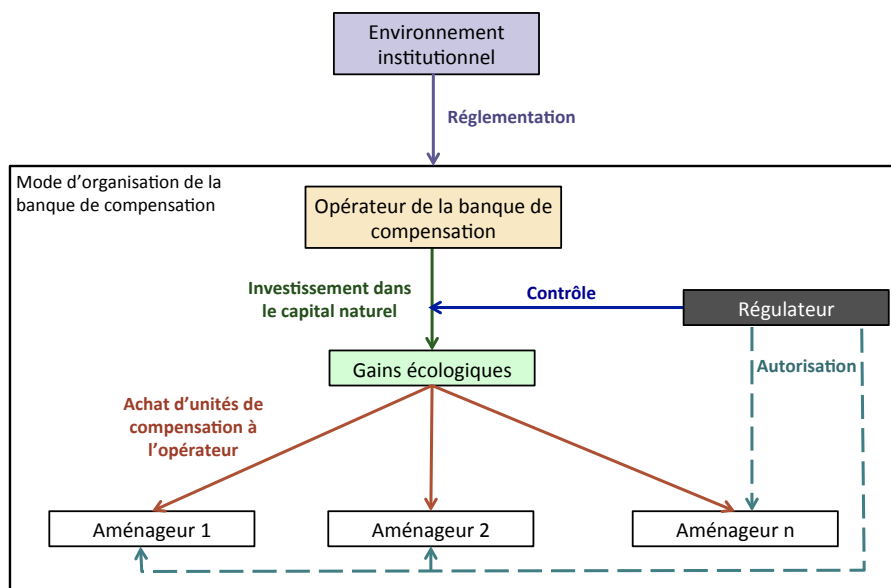 Environnement
institutionnel
Réglementation
Mode d’organisation de la
banque de compensation
Opérateur de la banque de
compensation
Investissement dans
le capital naturel
Contrôle
Régulateur
Gains écologiques
Autorisation
Achat d’unités de
compensation à
l’opérateur
Aménageur 1
Aménageur 2
Aménageur n